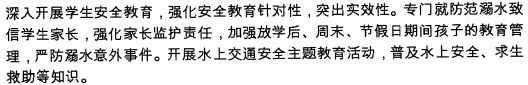 深入开展学生安全教育，强化安全教育针对性，突出实效性。专门就防范溺水致
信学生家长，强化家长监护责任，加强放学后、周末、节假日期间孩子的教育管
理，严防溺水意外事件。开展水上交通安全主题教育活动，普及水上安全、求生
救助等知识。